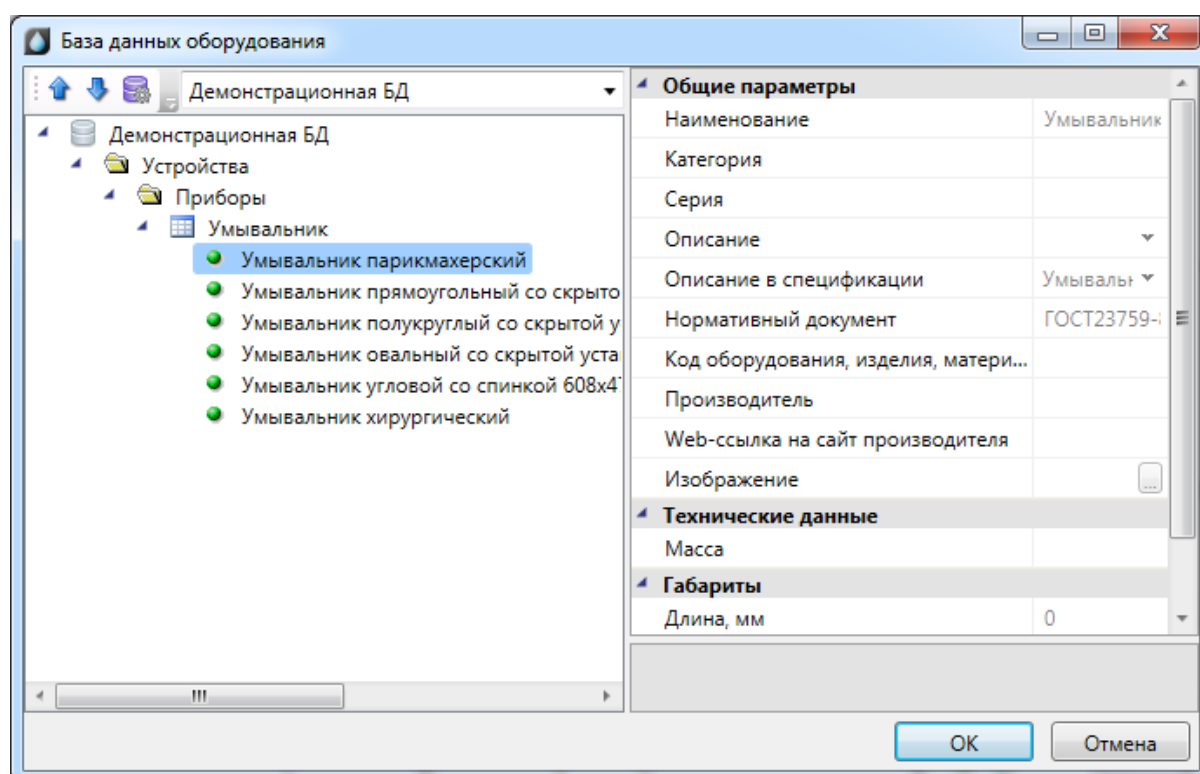 База данных оборудования
Демонстрационная БД
Демонстрационная БД
Устройства
Приборы
Умывальник
Умывальник парикмахерский
Умывальник прямоугольный со скрыто
Умывальник полукруглый со скрытой у
Умывальник овальный со скрытой уста
Умывальник угловой со спинкой 608х4
Умывальник хирургический
Общие параметры
Наименование Умывальник
Категория
Серия
Описание
Описание в спецификации Умывальн
Нормативный документ ГОСТ23759-
Код оборудования, изделия, матери...
Производитель
Web-ссылка на сайт производителя
Изображение ...
Технические данные
Масса
Габариты
Длина, мм 0
OK Отмена